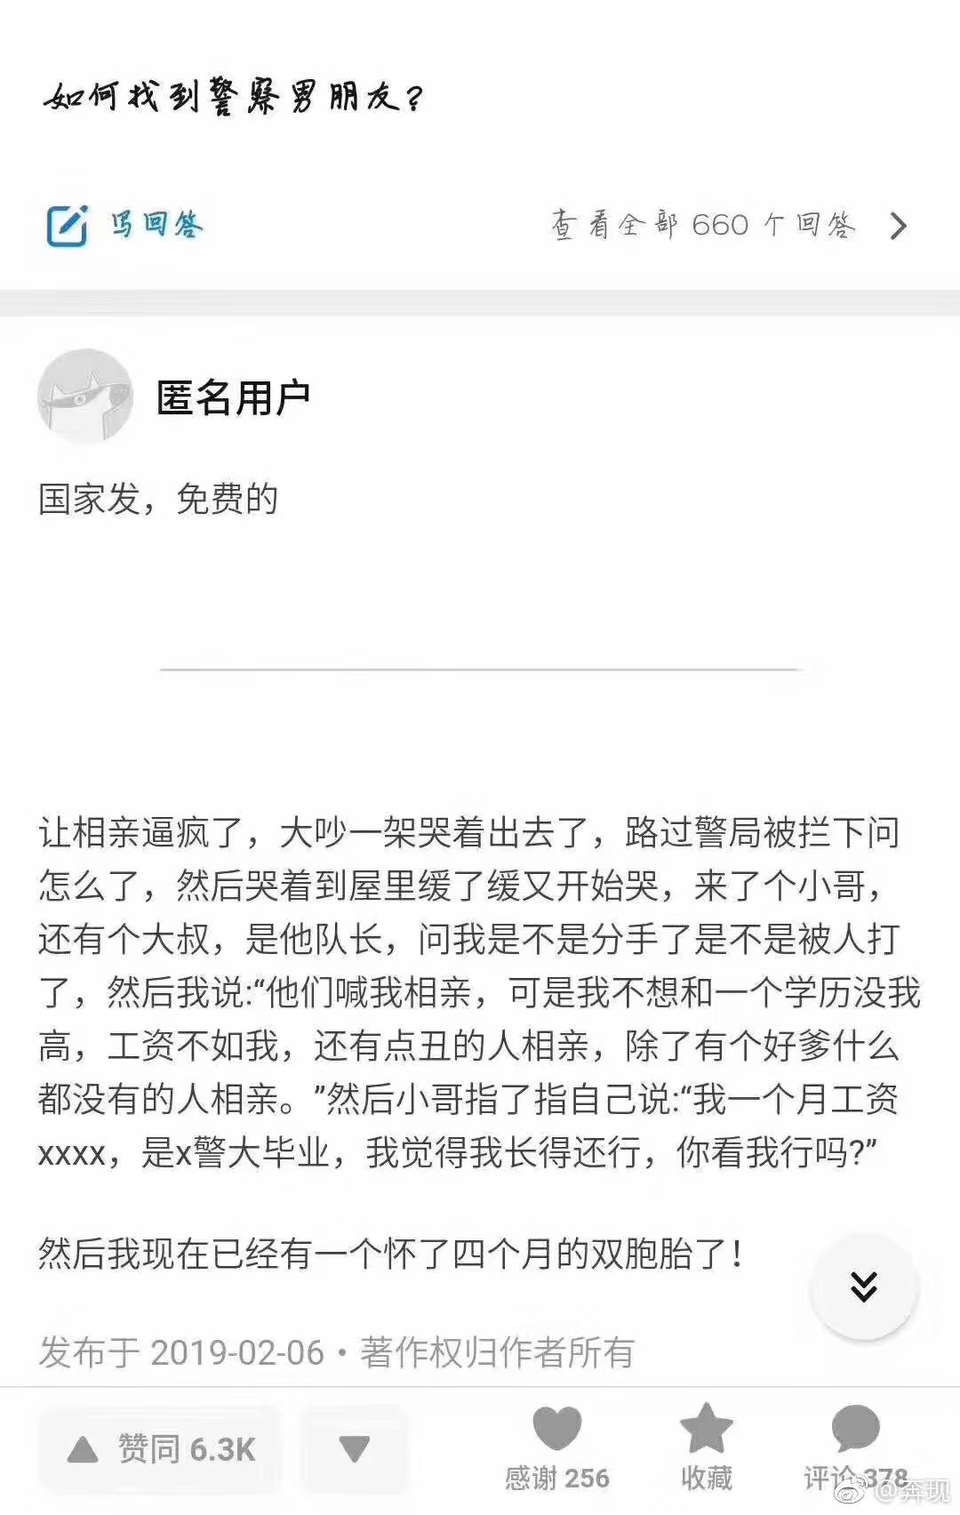 如何找到警察男朋友?
写回答
查看全部 660 个回答
匿名用户
国家发，免费的
让相亲逼疯了，大吵一架哭着出去了，路过警局被拦下问
怎么了，然后哭着到屋里缓了缓又开始哭，来了个小哥，
还有个大叔，是他队长，问我是不是分手了是不是被人打
了，然后我说:“他们喊我相亲，可是我不想和一个学历没我
高，工资不如我，还有点丑的人相亲，除了有个好爹什么
都没有的人相亲。”然后小哥指了指自己说:“我一个月工资
xxxx，是x警大毕业，我觉得我长得还行，你看我行吗?”
然后我现在已经有一个怀了四个月的双胞胎了！
发布于 2019-02-06 · 著作权归作者所有
赞同 6.3K
感谢 256
收藏
评论 378
@奔现